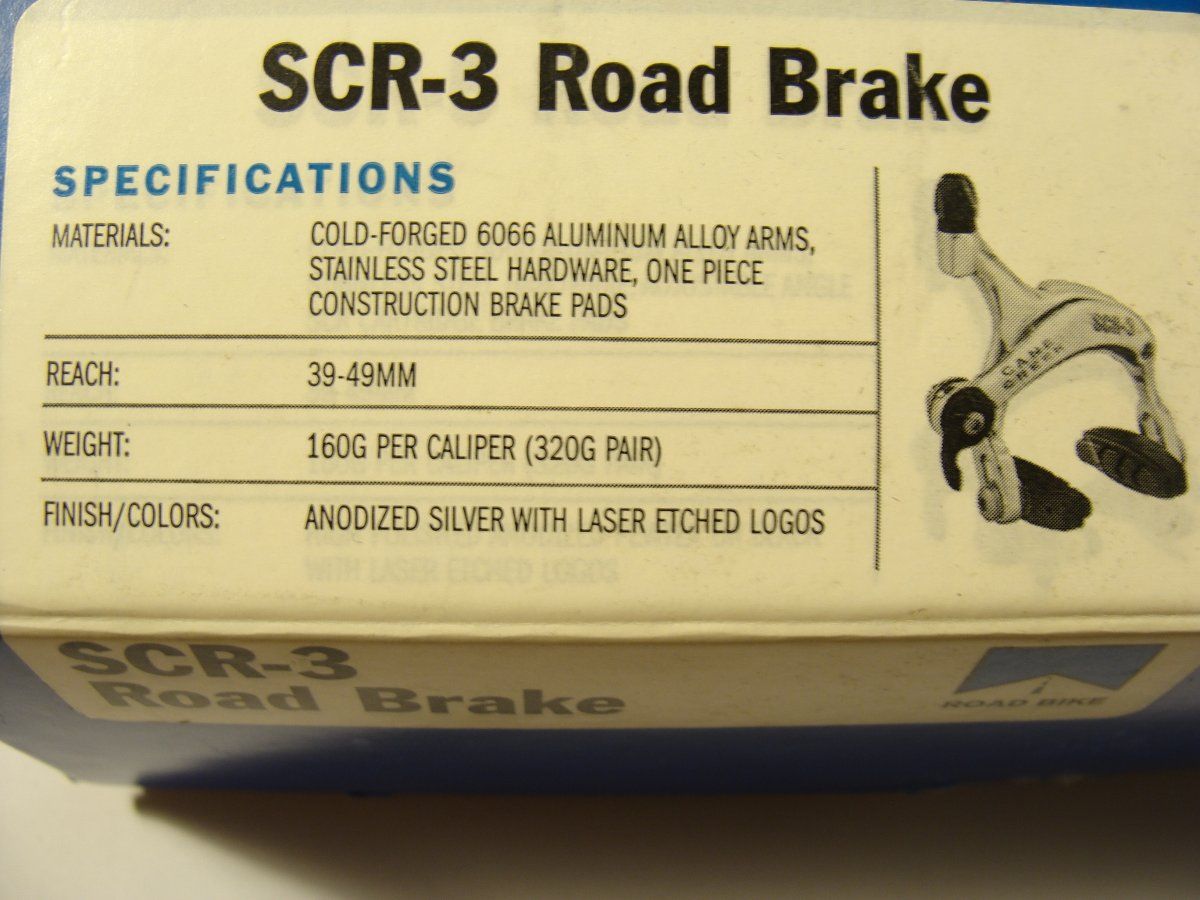 SCR-3 Road Brake
SPECIFICATIONS
MATERIALS: COLD-FORGED 6066 ALUMINUM ALLOY ARMS,
STAINLESS STEEL HARDWARE, ONE PIECE
CONSTRUCTION BRAKE PADS
REACH: 39-49MM
WEIGHT: 160G PER CALIPER (320G PAIR)
FINISH/COLORS: ANODIZED SILVER WITH LASER ETCHED LOGOS
SCR-3
CANE
CREEK
SCR-3
Road Brake
ROAD BIKE